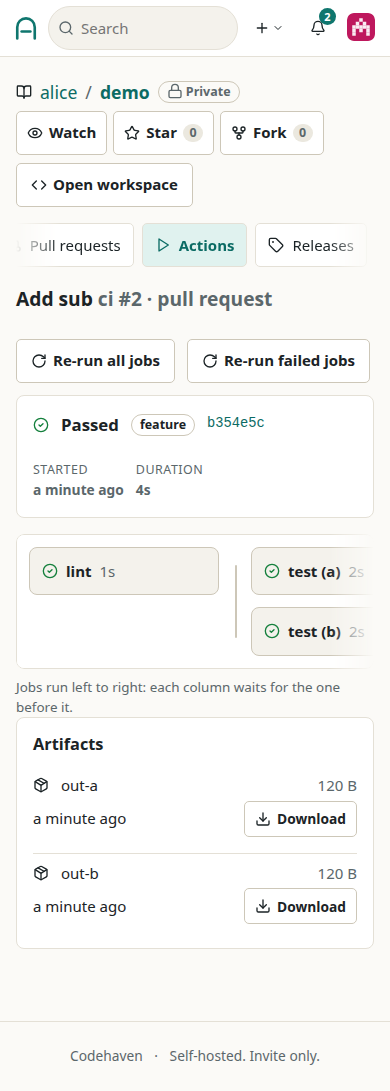 Search
2
alice / demo Private
Watch Star 0 Fork 0
Open workspace
Pull requests Actions Releases
Add sub ci #2 · pull request
Re-run all jobs Re-run failed jobs
Passed feature b354e5c
STARTED DURATION
a minute ago 4s
lint 1s test (a) 2s
test (b) 2s
Jobs run left to right: each column waits for the one
before it.
Artifacts
out-a 120 B
a minute ago Download
out-b 120 B
a minute ago Download
Codehaven · Self-hosted. Invite only.